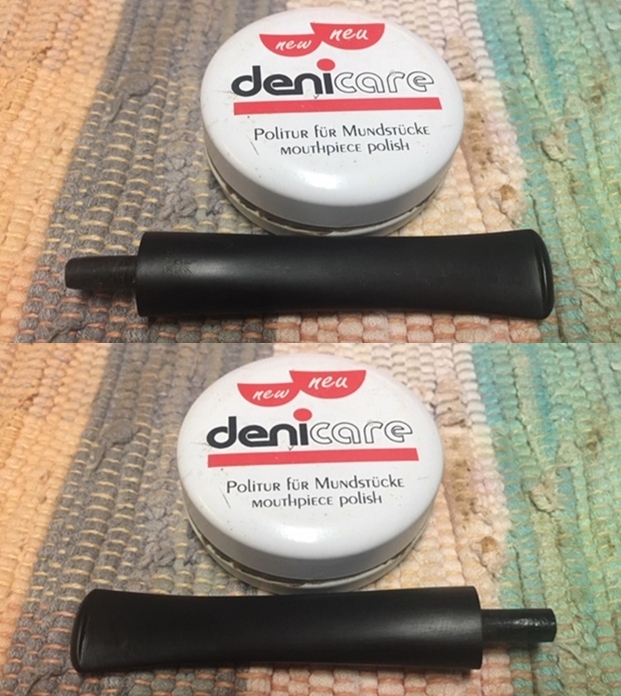 new neu
denicare
Politur für Mundstücke
mouthpiece polish
new neu
denicare
Politur für Mundstücke
mouthpiece polish